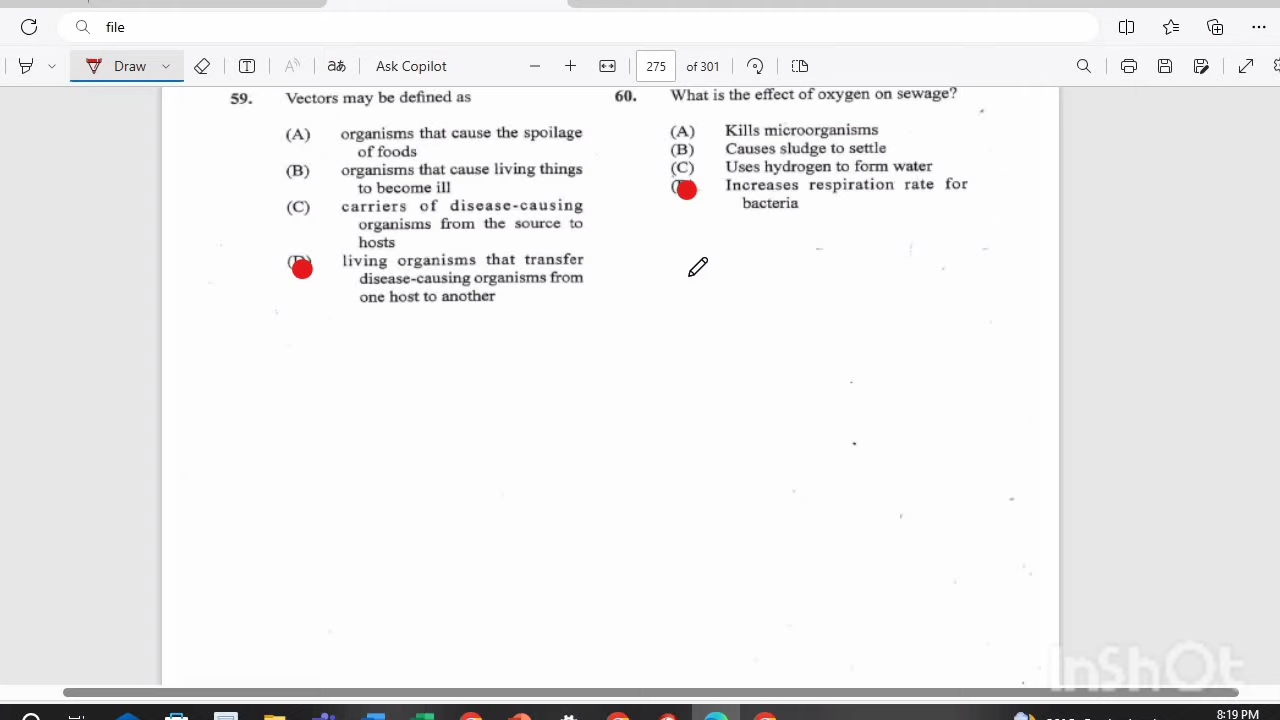 file
Draw
aあ
Ask Copilot
275 of 301
59. Vectors may be defined as
(A) organisms that cause the spoilage
of foods
(B) organisms that cause living things
to become ill
(C) carriers of disease-causing
organisms from the source to
hosts
living organisms that transfer
disease-causing organisms from
one host to another
60. What is the effect of oxygen on sewage?
(A) Kills microorganisms
(B) Causes sludge to settle
(C) Uses hydrogen to form water
Increases respiration rate for
bacteria
InShOt
8:19 PM